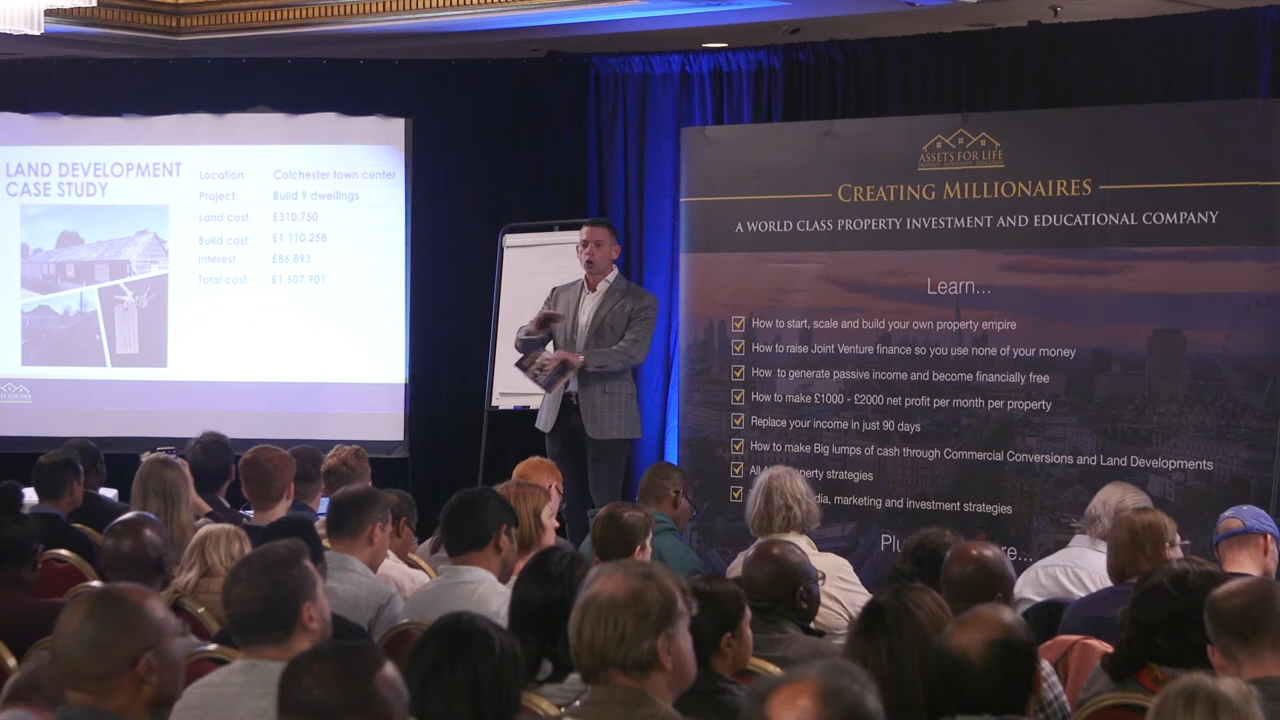 LAND DEVELOPMENT
CASE STUDY
Location: Colchester town center
Project: Build 9 dwellings
Land cost: £310,750
Build cost: £1,110,258
Interest: £86,893
Total cost: £1,507,901
ASSETS FOR LIFE
CREATING MILLIONAIRES
A WORLD CLASS PROPERTY INVESTMENT AND EDUCATIONAL COMPANY
Learn...
How to start, scale and build your own property empire
How to raise Joint Venture finance so you use none of your money
How to generate passive income and become financially free
How to make £1000 - £2000 net profit per month per property
Replace your income in just 90 days
How to make Big lumps of cash through Commercial Conversions and Land Developments
All property strategies
marketing and investment strategies